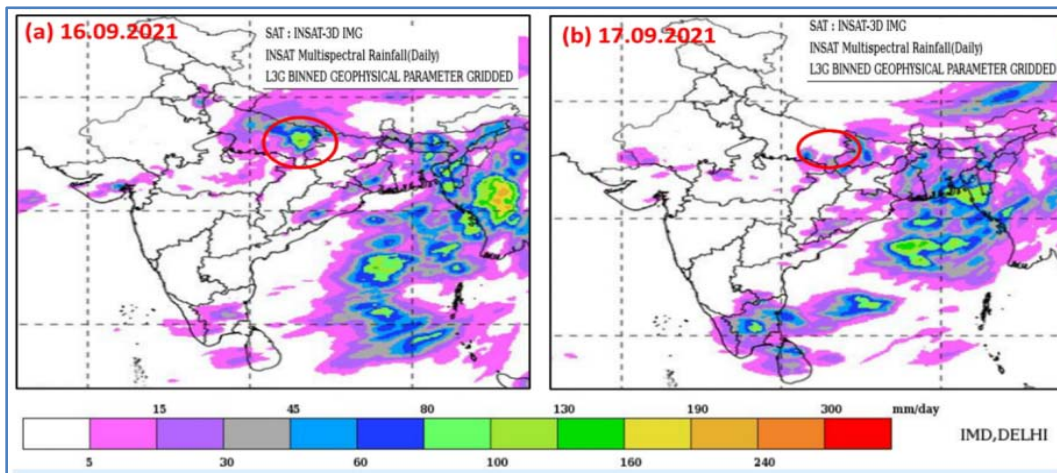 (a) 16.09.2021
SAT : INSAT-3D IMG
INSAT Multispectral Rainfall(Daily)
L3G BINNED GEOPHYSICAL PARAMETER GRIDDED
(b) 17.09.2021
SAT : INSAT-3D IMG
INSAT Multispectral Rainfall(Daily)
L3G BINNED GEOPHYSICAL PARAMETER GRIDDED
15 45 80 130 190 300 mm/day
IMD,DELHI
5 30 60 100 160 240